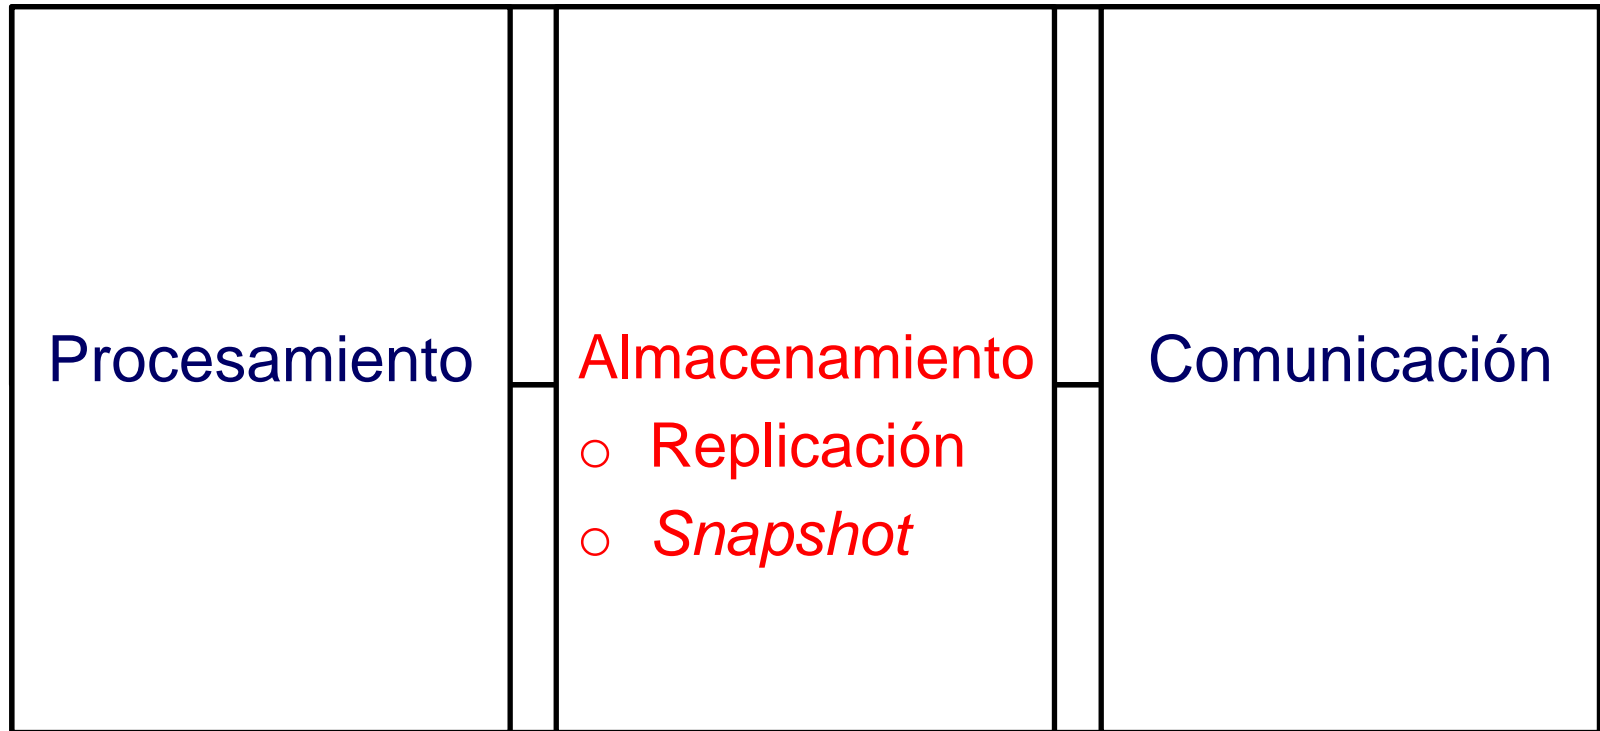 Procesamiento
Almacenamiento
o Replicación
o Snapshot
Comunicación